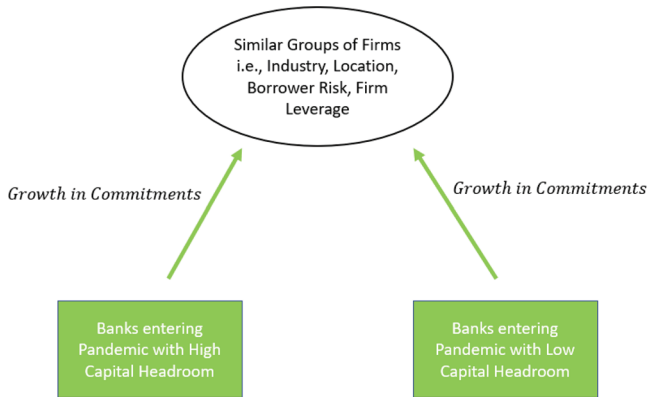 Similar Groups of Firms
i.e., Industry, Location,
Borrower Risk, Firm
Leverage
Growth in Commitments
Growth in Commitments
Banks entering
Pandemic with High
Capital Headroom
Banks entering
Pandemic with Low
Capital Headroom